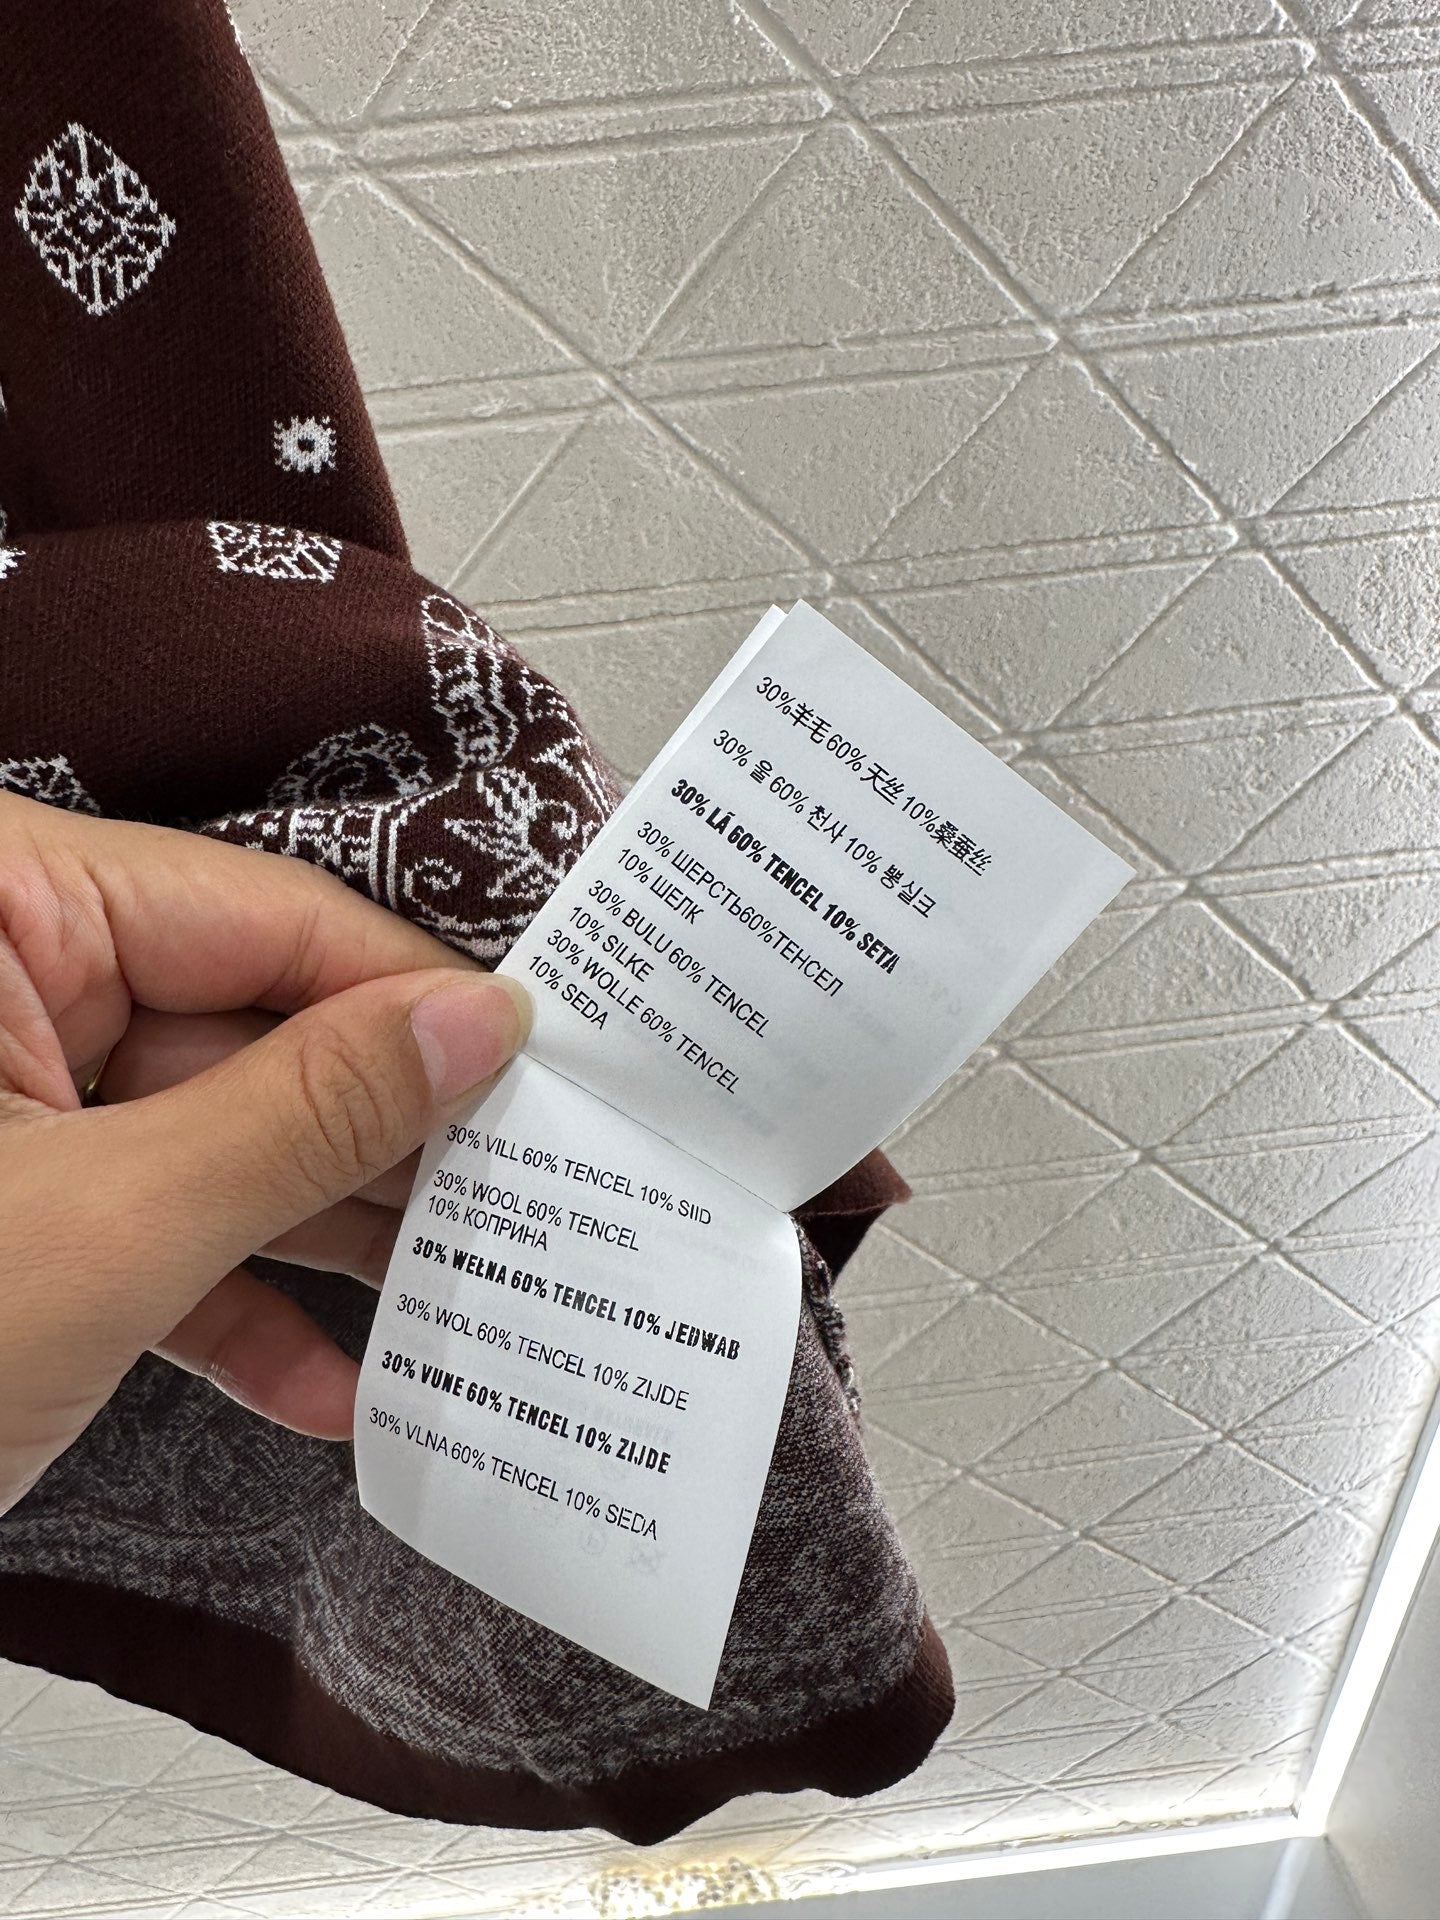 30%羊毛60% 天丝 10%桑蚕丝
30% 울 60% 천사 10% 뽕실크
30% LÃ 60% TENCEL 10% SETA
30% ШЕРСТЬ60%ТЕНСЕЛ
10% ШЕЛК
30% BULU 60% TENCEL
10% SILKE
30% WOLLE 60% TENCEL
10% SEDA
30% VILL 60% TENCEL 10% SIID
30% WOOL 60% TENCEL
10% КОПРИНА
30% WEŁNA 60% TENCEL 10% JEDWAB
30% WOL 60% TENCEL 10% ZIJDE
30% VUNE 60% TENCEL 10% ZIJDE
30% VLNA 60% TENCEL 10% SEDA